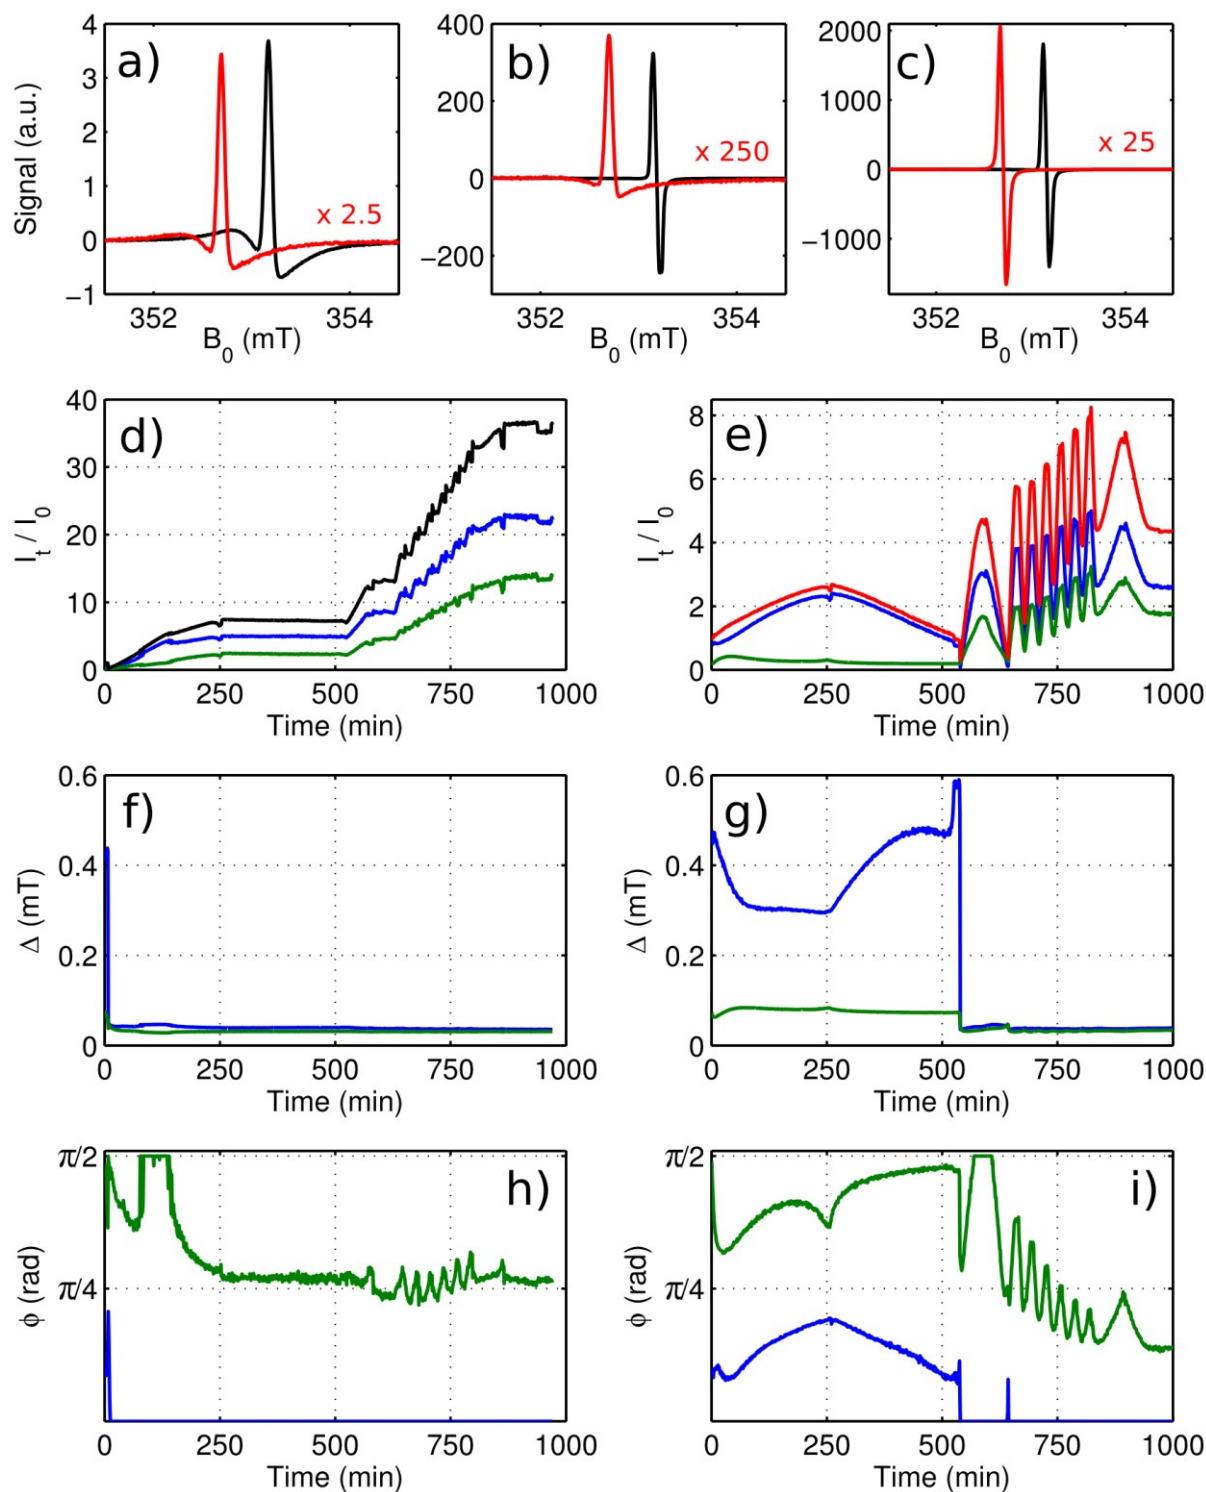 a)
b)
c)
Signal (a.u.)
4
3
2
1
0
−1
x 2.5
352
354
B0 (mT)
400
200
0
−200
x 250
352
354
B0 (mT)
2000
1000
0
−1000
x 25
352
354
B0 (mT)
d)
It / I0
40
30
20
10
0
0 250 500 750 1000
Time (min)
e)
It / I0
8
6
4
2
0
0 250 500 750 1000
Time (min)
f)
Δ (mT)
0.6
0.4
0.2
0
0 250 500 750 1000
Time (min)
g)
Δ (mT)
0.6
0.4
0.2
0
0 250 500 750 1000
Time (min)
h)
ϕ (rad)
π/2
π/4
0 250 500 750 1000
Time (min)
i)
ϕ (rad)
π/2
π/4
0 250 500 750 1000
Time (min)